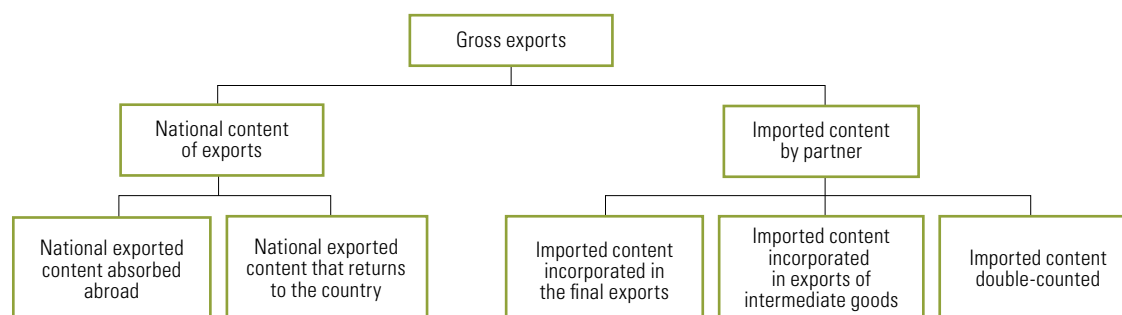 Gross exports
National content
of exports
Imported content
by partner
National exported
content absorbed
abroad
National exported
content that returns
to the country
Imported content
incorporated in
the final exports
Imported content
incorporated
in exports of
intermediate goods
Imported content
double-counted